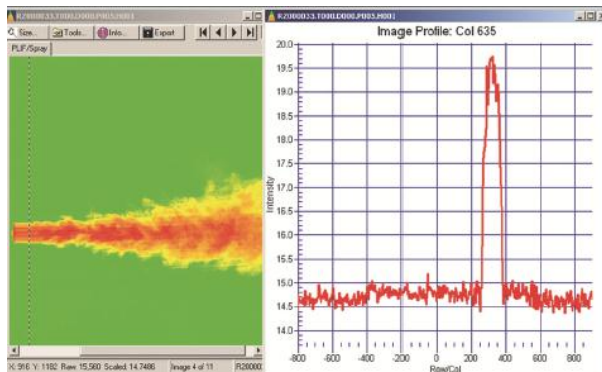 R2000033.T000.D000.P003.H001
Size... Tools... Info... Export
PLIF/Spray
X: 916 Y: 1182 Raw: 15,560 Scaled: 14.7486 Image 4 of 11
R2000033.T000.D000.P003.H001
Image Profile: Col 635
Intensity
20.0
19.5
19.0
18.5
18.0
17.5
17.0
16.5
16.0
15.5
15.0
14.5
14.0
-800 -600 -400 -200 0 200 400 600 800
Row/Col